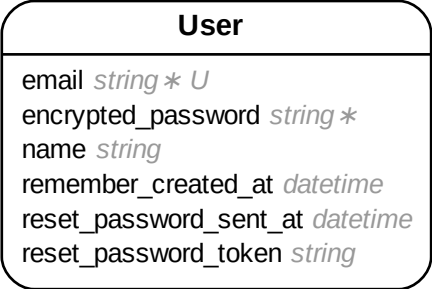 User
email string∗ U
encrypted_password string∗
name string
remember_created_at datetime
reset_password_sent_at datetime
reset_password_token string